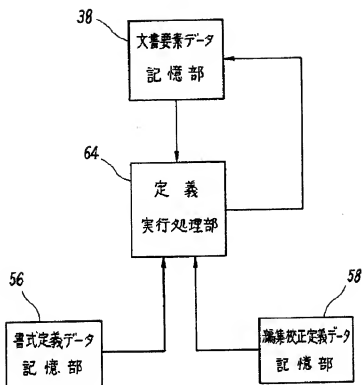 38
文書要素データ
記憶部
64
定義
実行処理部
56
書式定義データ
記憶部
58
編集校正定義データ
記憶部